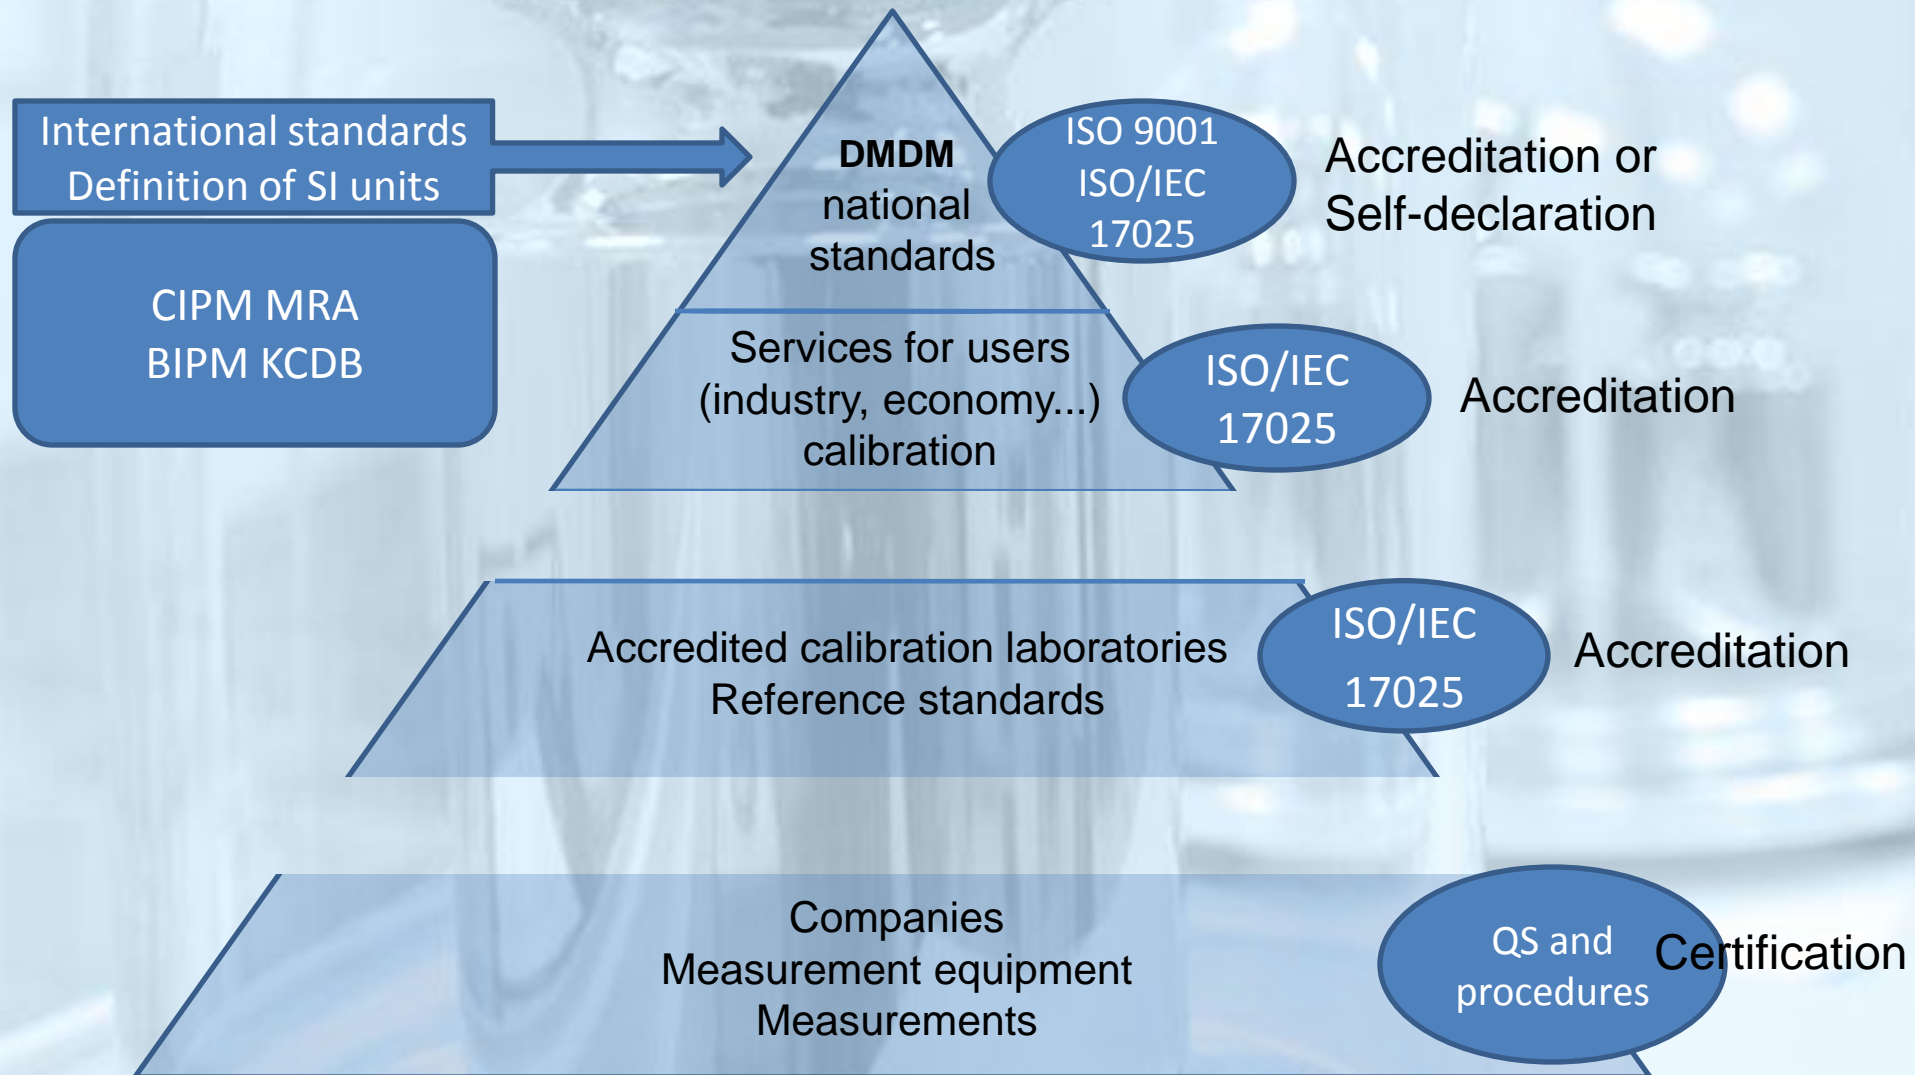 International standards
Definition of SI units
CIPM MRA
BIPM KCDB
DMDM
national
standards
ISO 9001
ISO/IEC
17025
Accreditation or
Self-declaration
Services for users
(industry, economy...)
calibration
ISO/IEC
17025
Accreditation
Accredited calibration laboratories
Reference standards
ISO/IEC
17025
Accreditation
Companies
Measurement equipment
Measurements
QS and
procedures
Certification